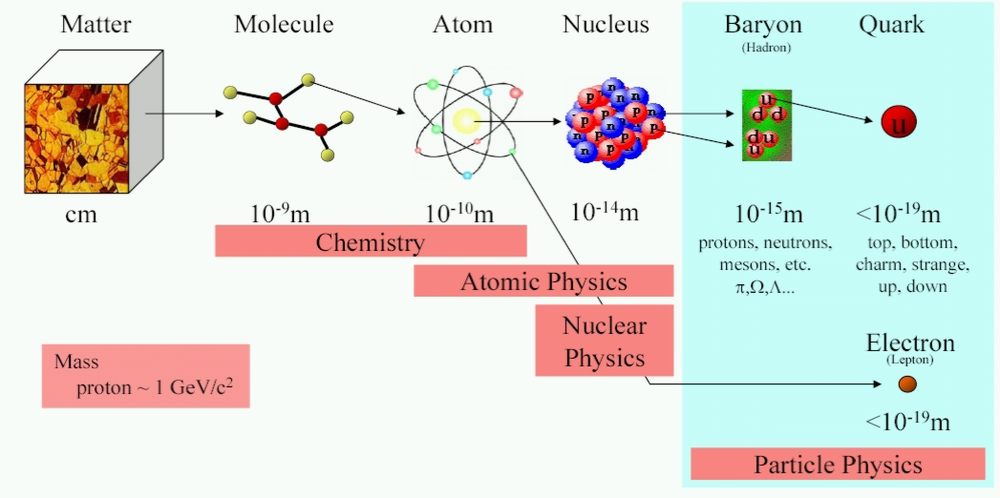 Matter
Molecule
Atom
Nucleus
Baryon
(Hadron)
Quark
p
n
n
n
n
p
p
p
n
n
p
n
p
n
p
p
n
u
d d
d u
u
u
cm
10⁻⁹m
10⁻¹⁰m
10⁻¹⁴m
10⁻¹⁵m
<10⁻¹⁹m
protons, neutrons,
mesons, etc.
π,Ω,Λ...
top, bottom,
charm, strange,
up, down
Chemistry
Atomic Physics
Nuclear
Physics
Electron
(Lepton)
<10⁻¹⁹m
Mass
proton ~ 1 GeV/c²
Particle Physics